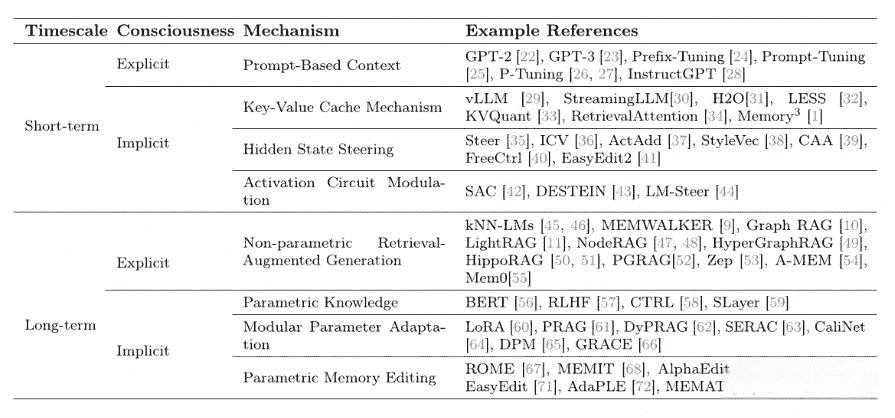 Timescale Consciousness Mechanism Example References
Explicit Prompt-Based Context GPT-2 [22], GPT-3 [23], Prefix-Tuning [24], Prompt-Tuning
[25], P-Tuning [26, 27], InstructGPT [28]
Short-term
Implicit
Key-Value Cache Mechanism vLLM [29], StreamingLLM[30], H2O[31], LESS [32],
KVQuant [33], RetrievalAttention [34], Memory³ [1]
Hidden State Steering Steer [35], ICV [36], ActAdd [37], StyleVec [38], CAA [39],
FreeCtrl [40], EasyEdit2 [41]
Activation Circuit Modula-
tion
SAC [42], DESTEIN [43], LM-Steer [44]
Long-term
Explicit
Non-parametric Retrieval-
Augmented Generation
kNN-LMs [45, 46], MEMWALKER [9], Graph RAG [10],
LightRAG [11], NodeRAG [47, 48], HyperGraphRAG [49],
HippoRAG [50, 51], PGRAG[52], Zep [53], A-MEM [54],
Mem0[55]
Implicit
Parametric Knowledge BERT [56], RLHF [57], CTRL [58], SLayer [59]
Modular Parameter Adapta-
tion
LoRA [60], PRAG [61], DyPRAG [62], SERAC [63], CaliNet
[64], DPM [65], GRACE [66]
Parametric Memory Editing ROME [67], MEMIT [68], AlphaEdit
EasyEdit [71], AdaPLE [72], MEMAT